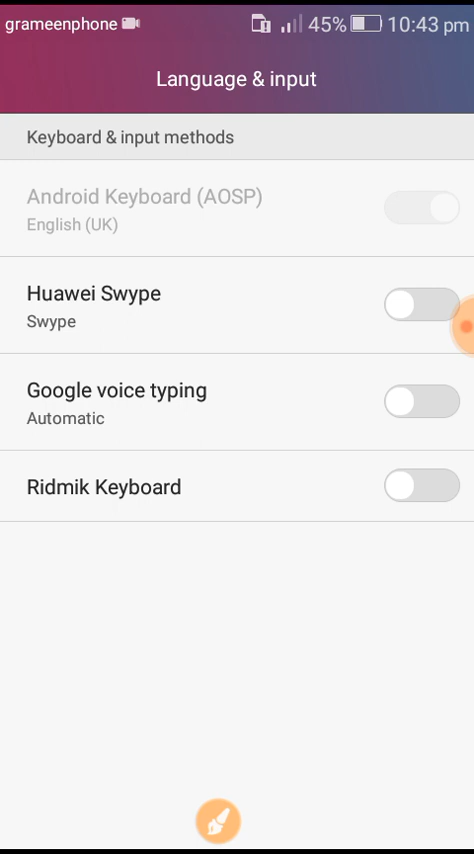 grameenphone 45% 10:43 pm
Language & input
Keyboard & input methods
Android Keyboard (AOSP)
English (UK)
Huawei Swype
Swype
Google voice typing
Automatic
Ridmik Keyboard